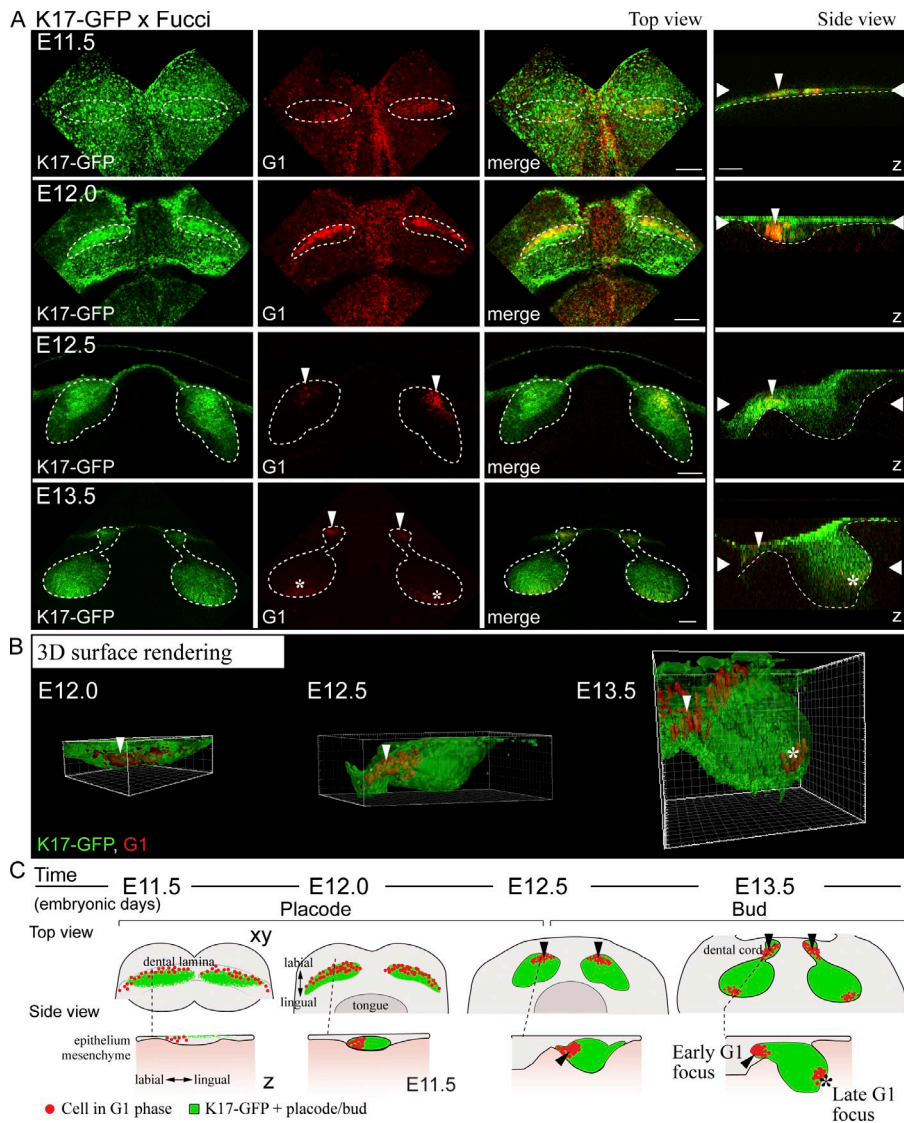 A K17-GFP x Fucci Top view Side view
E11.5
K17-GFP G1 merge z
E12.0
K17-GFP G1 merge z
E12.5
K17-GFP G1 merge z
E13.5
* * *
K17-GFP G1 merge z
B 3D surface rendering
E12.0 E12.5 E13.5
*
K17-GFP, G1
C Time
(embryonic days) E11.5 E12.0 E12.5 E13.5
Placode Bud
Top view xy
dental lamina labial lingual tongue dental cord
Side view
epithelium
mesenchyme
labial lingual z E11.5
Early G1
focus
*
Late G1
focus
Cell in G1 phase K17-GFP + placode/bud